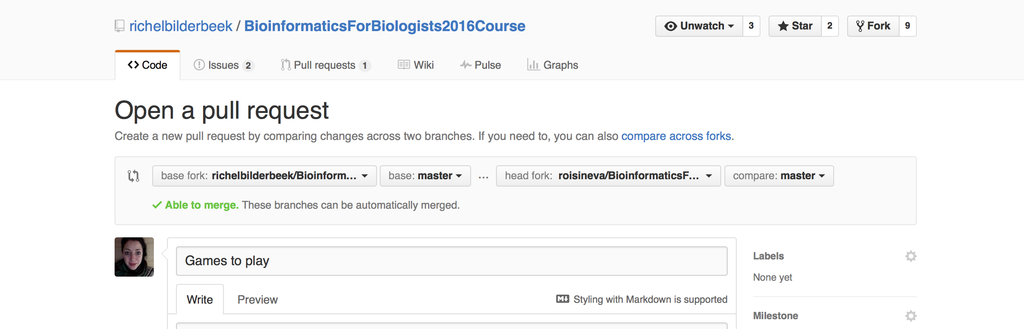 richelbilderbeek / BioinformaticsForBiologists2016Course
Unwatch 3 Star 2 Fork 9
Code Issues 2 Pull requests 1 Wiki Pulse Graphs
Open a pull request
Create a new pull request by comparing changes across two branches. If you need to, you can also compare across forks.
base fork: richelbilderbeek/Bioinform... base: master ... head fork: roisineva/BioinformaticsF... compare: master
Able to merge. These branches can be automatically merged.
Games to play
Labels
Write Preview Styling with Markdown is supported
None yet
Milestone